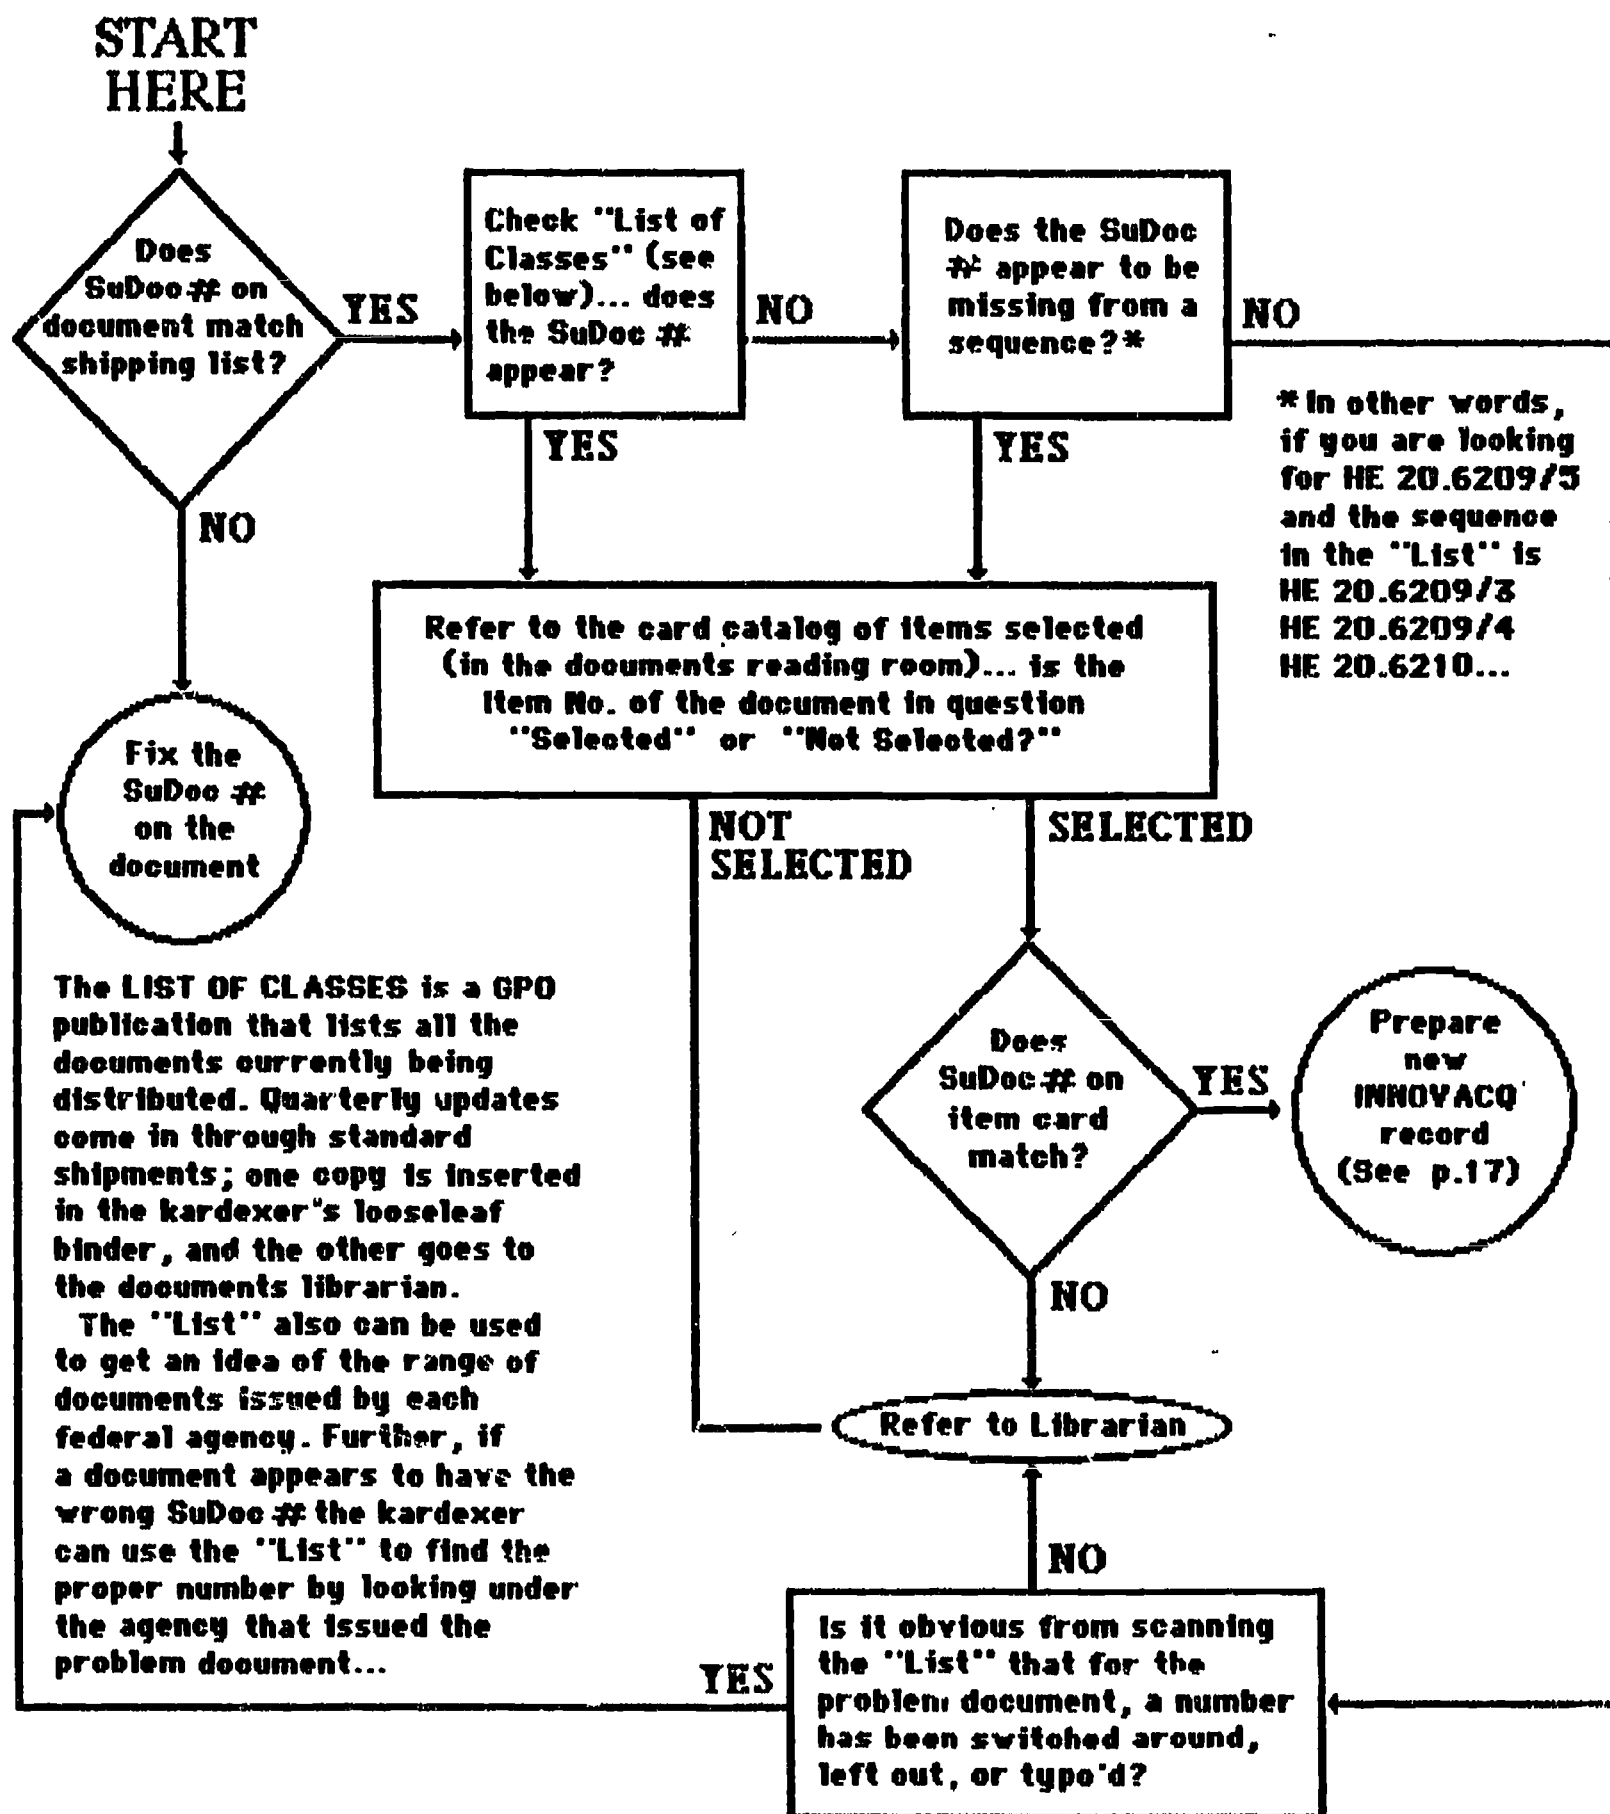 START
HERE
Does
SuDoc # on
document match
shipping list?
YES
NO
Check "List of
Classes" (see
below)... does
the SuDoc #
appear?
NO
YES
Does the SuDoc
# appear to be
missing from a
sequence?*
NO
YES
* In other words,
if you are looking
for HE 20.6209/5
and the sequence
in the "List" is
HE 20.6209/3
HE 20.6209/4
HE 20.6210...
Refer to the card catalog of items selected
(in the documents reading room)... is the
Item No. of the document in question
"Selected" or "Not Selected?"
NOT
SELECTED
SELECTED
Fix the
SuDoc #
on the
document
Does
SuDoc # on
item card
match?
YES
NO
Prepare
new
INNOVACQ
record
(See p.17)
The LIST OF CLASSES is a GPO
publication that lists all the
documents currently being
distributed. Quarterly updates
come in through standard
shipments; one copy is inserted
in the kardexer's looseleaf
binder, and the other goes to
the documents librarian.
The "List" also can be used
to get an idea of the range of
documents issued by each
federal agency. Further, if
a document appears to have the
wrong SuDoc # the kardexer
can use the "List" to find the
proper number by looking under
the agency that issued the
problem document...
Refer to Librarian
NO
YES
Is it obvious from scanning
the "List" that for the
problem document, a number
has been switched around,
left out, or typo'd?